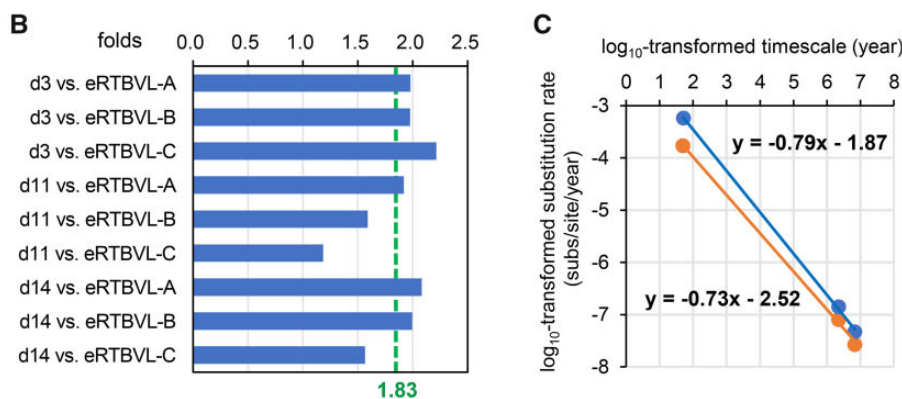 B
folds
0.0 0.5 1.0 1.5 2.0 2.5
d3 vs. eRTBVL-A
d3 vs. eRTBVL-B
d3 vs. eRTBVL-C
d11 vs. eRTBVL-A
d11 vs. eRTBVL-B
d11 vs. eRTBVL-C
d14 vs. eRTBVL-A
d14 vs. eRTBVL-B
d14 vs. eRTBVL-C
1.83
C
log₁₀-transformed timescale (year)
0 1 2 3 4 5 6 7 8
log₁₀-transformed substitution rate
(subs/site/year)
-3
-4
-5
-6
-7
-8
y = -0.79x - 1.87
y = -0.73x - 2.52